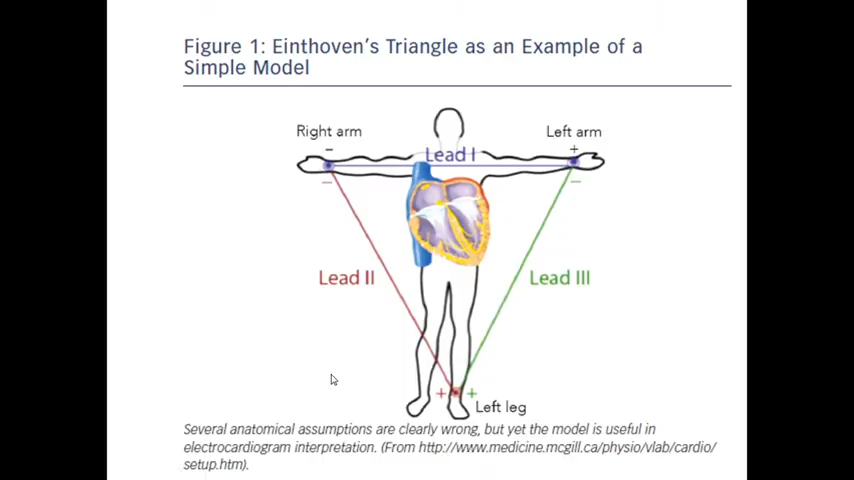 Figure 1: Einthoven's Triangle as an Example of a
Simple Model
Right arm
Left arm
−
Lead I
+
−
−
Lead II
Lead III
+ +
Left leg
Several anatomical assumptions are clearly wrong, but yet the model is useful in
electrocardiogram interpretation. (From http://www.medicine.mcgill.ca/physio/vlab/cardio/
setup.htm).